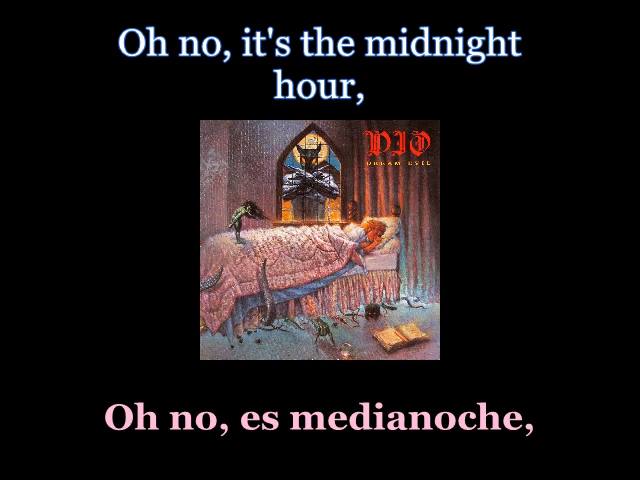 Oh no, it's the midnight
hour,
DIO
DREAM EVIL
Oh no, es medianoche,